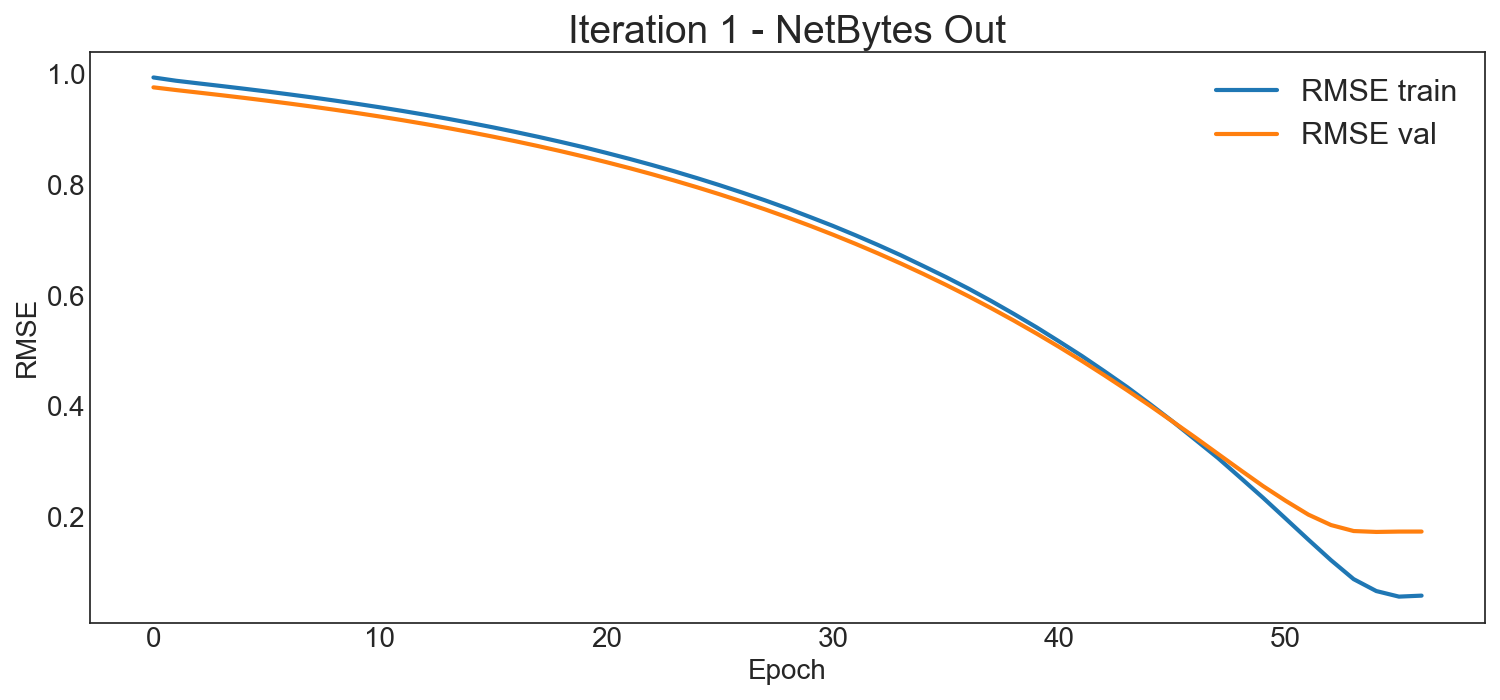 Iteration 1 - NetBytes Out
RMSE train
RMSE val
1.0
0.8
0.6
0.4
0.2
RMSE
0 10 20 30 40 50
Epoch